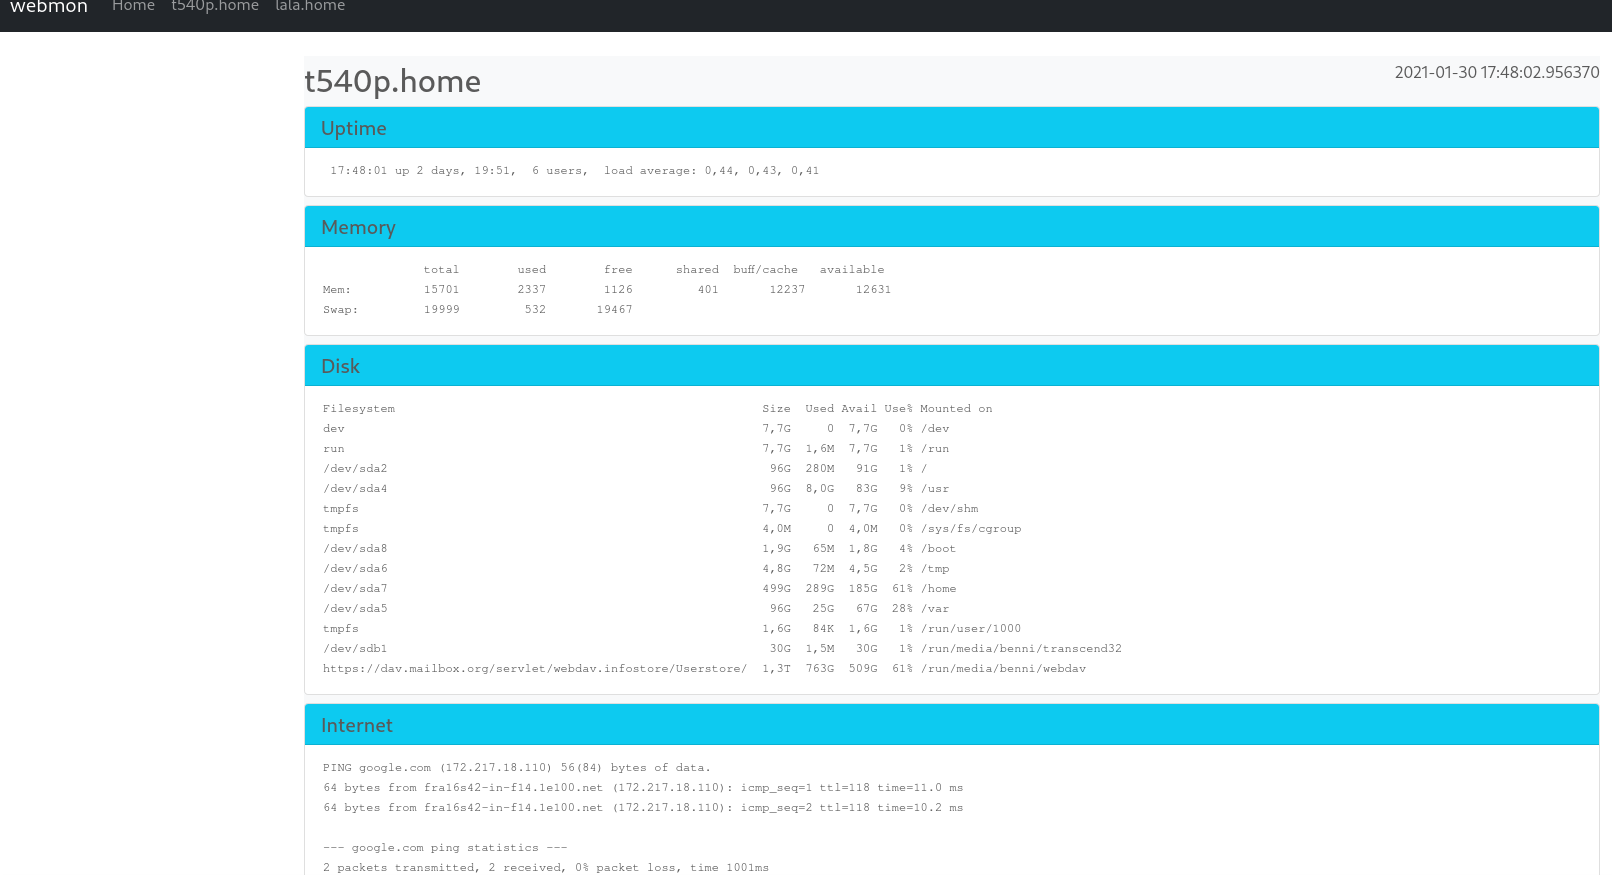 webmon Home t540p.home lala.home
t540p.home 2021-01-30 17:48:02.956370
Uptime
17:48:01 up 2 days, 19:51, 6 users, load average: 0,44, 0,43, 0,41
Memory
total used free shared buff/cache available
Mem: 15701 2337 1126 401 12237 12631
Swap: 19999 532 19467
Disk
Filesystem Size Used Avail Use% Mounted on
dev 7,7G 0 7,7G 0% /dev
run 7,7G 1,6M 7,7G 1% /run
/dev/sda2 96G 280M 91G 1% /
/dev/sda4 96G 8,0G 83G 9% /usr
tmpfs 7,7G 0 7,7G 0% /dev/shm
tmpfs 4,0M 0 4,0M 0% /sys/fs/cgroup
/dev/sda8 1,9G 65M 1,8G 4% /boot
/dev/sda6 4,8G 72M 4,5G 2% /tmp
/dev/sda7 499G 289G 185G 61% /home
/dev/sda5 96G 25G 67G 28% /var
tmpfs 1,6G 84K 1,6G 1% /run/user/1000
/dev/sdb1 30G 1,5M 30G 1% /run/media/benni/transcend32
https://dav.mailbox.org/servlet/webdav.infostore/Userstore/ 1,3T 763G 509G 61% /run/media/benni/webdav
Internet
PING google.com (172.217.18.110) 56(84) bytes of data.
64 bytes from fra16s42-in-f14.1e100.net (172.217.18.110): icmp_seq=1 ttl=118 time=11.0 ms
64 bytes from fra16s42-in-f14.1e100.net (172.217.18.110): icmp_seq=2 ttl=118 time=10.2 ms
--- google.com ping statistics ---
2 packets transmitted, 2 received, 0% packet loss, time 1001ms